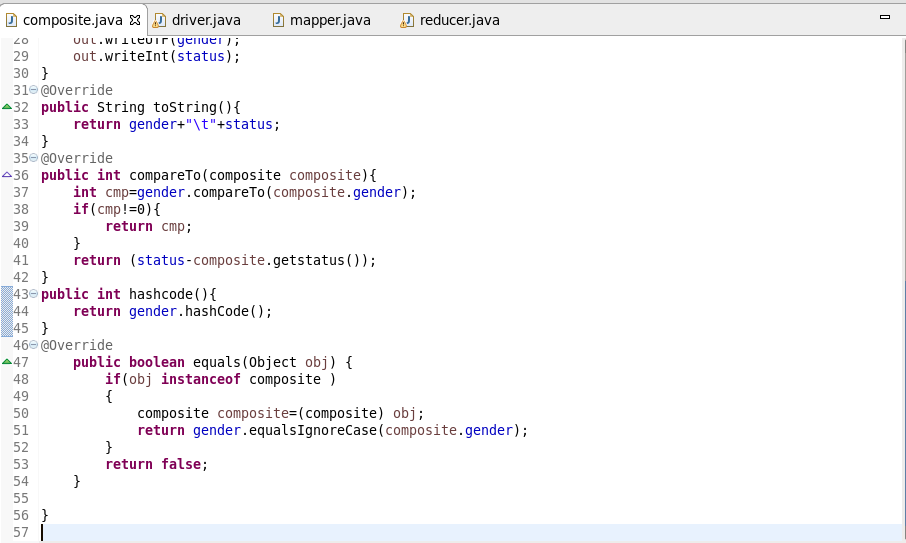 composite.java driver.java mapper.java reducer.java
28 out.writeUTF(gender);
29 out.writeInt(status);
30 }
31 @Override
32 public String toString(){
33 return gender+"\t"+status;
34 }
35 @Override
36 public int compareTo(composite composite){
37 int cmp=gender.compareTo(composite.gender);
38 if(cmp!=0){
39 return cmp;
40 }
41 return (status-composite.getstatus());
42 }
43 public int hashcode(){
44 return gender.hashCode();
45 }
46 @Override
47 public boolean equals(Object obj) {
48 if(obj instanceof composite )
49 {
50 composite composite=(composite) obj;
51 return gender.equalsIgnoreCase(composite.gender);
52 }
53 return false;
54 }
55
56 }
57